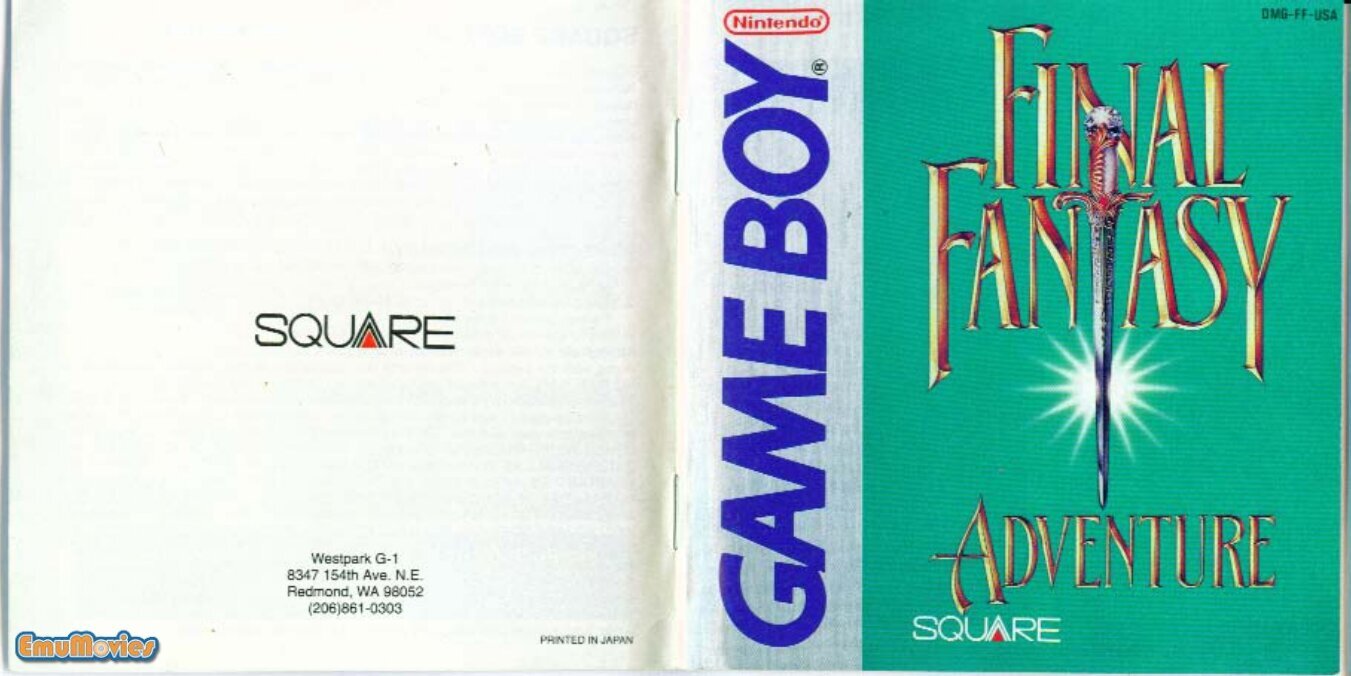 SQUARE
Westpark G-1
8347 154th Ave. N.E.
Redmond, WA 98052
(206)861-0303
PRINTED IN JAPAN
EmuMovies
Nintendo®
GAME BOY®
DMG-FF-USA
FINAL
FANTASY
ADVENTURE
SQUARE